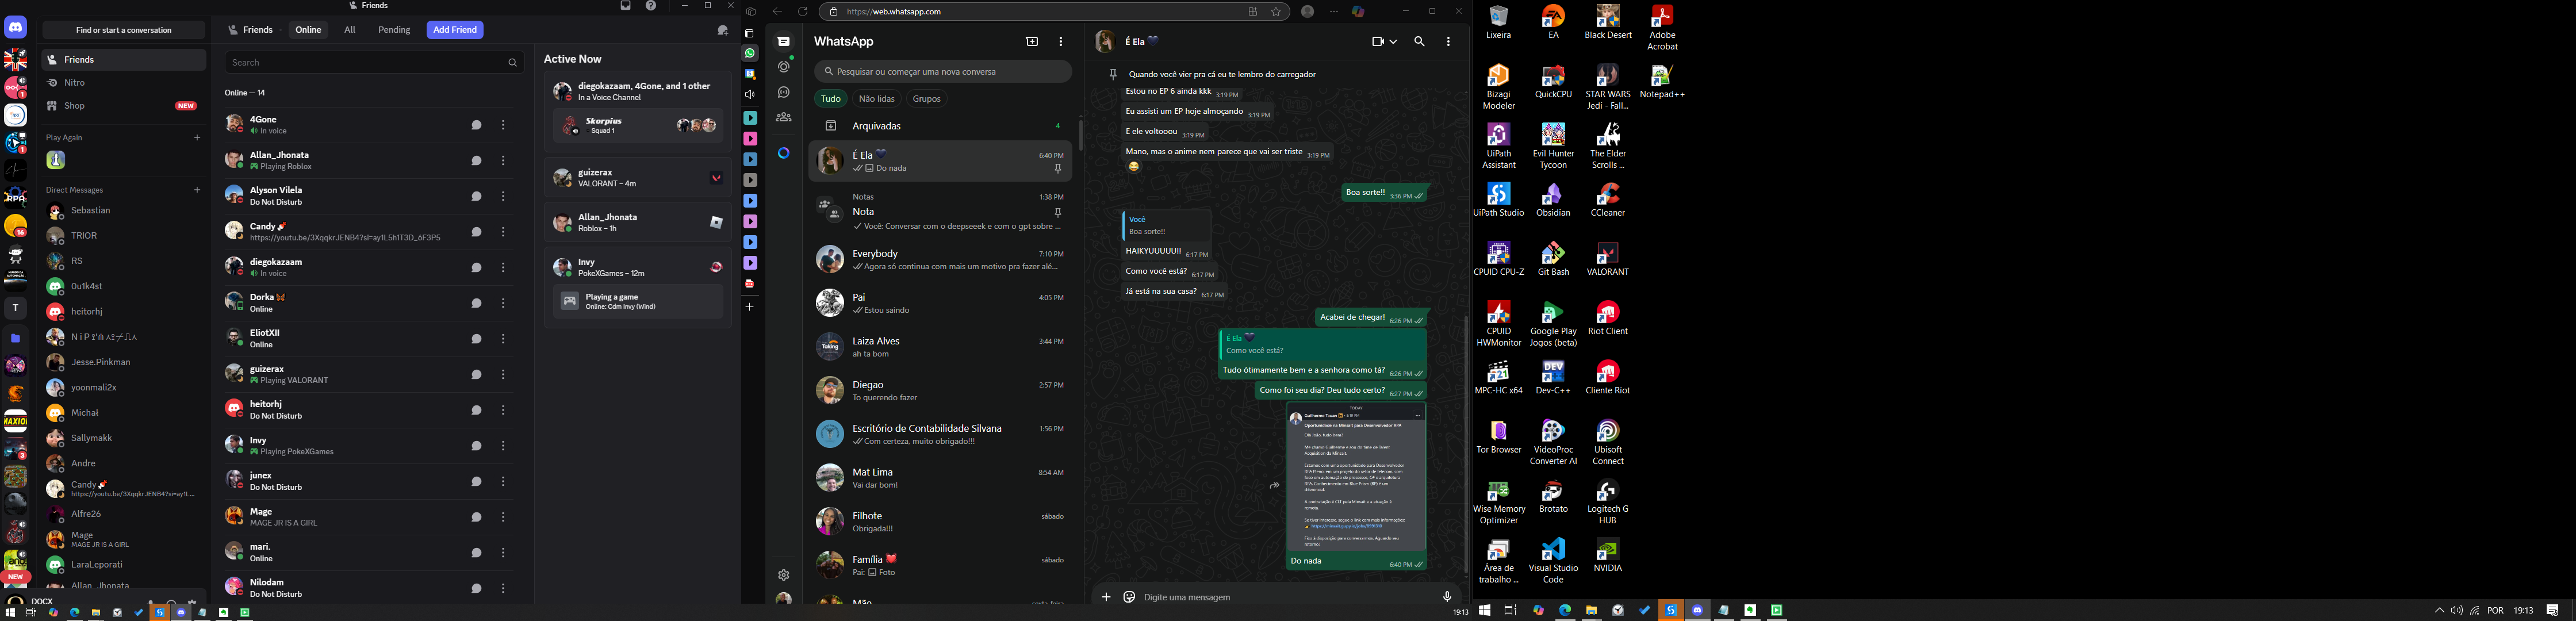 Friends
Find or start a conversation
Friends
Online
All
Pending
Add Friend
Friends
Nitro
Shop
NEW
Play Again
Direct Messages
Sebastian
TRIOR
RS
0u1k4st
heitorhj
Jesse.Pinkman
yoonmali2x
Michał
Sallymakk
Andre
Candy
https://youtu.be/3XqqkrJENB4?si=ay1L...
Alfre26
Mage
MAGE JR IS A GIRL
LaraLeporati
Allan_Jhonata
NEW
DOCX
Search
Online — 14
4Gone
In voice
Allan_Jhonata
Playing Roblox
Alyson Vilela
Do Not Disturb
Candy
https://youtu.be/3XqqkrJENB4?si=ay1L5h1T3D_6F3P5
diegokazaam
In voice
Dorka
Online
EliotXII
Online
guizerax
Playing VALORANT
heitorhj
Do Not Disturb
Invy
Playing PokeXGames
junex
Do Not Disturb
Mage
MAGE JR IS A GIRL
mari.
Online
Nilodam
Do Not Disturb
Active Now
diegokazaam, 4Gone, and 1 other
In a Voice Channel
Skorpius
Squad 1
guizerax
VALORANT – 4m
Allan_Jhonata
Roblox – 1h
Invy
PokeXGames – 12m
Playing a game
Online: Cdm Invy (Wind)
https://web.whatsapp.com
WhatsApp
Pesquisar ou começar uma nova conversa
Tudo
Não lidas
Grupos
Arquivadas
4
É Ela 🖤
6:40 PM
Do nada
Notas
1:38 PM
Nota
Você: Conversar com o deepseeek e com o gpt sobre ...
Everybody
7:10 PM
Agora só continua com mais um motivo pra fazer alé...
Pai
4:05 PM
Estou saindo
Laiza Alves
3:44 PM
ah ta bom
Diegao
2:57 PM
To querendo fazer
Escritório de Contabilidade Silvana
1:56 PM
Com certeza, muito obrigado!!!
Mat Lima
8:54 AM
Vai dar bom!
Filhote
sábado
Obrigada!!!
Família
sábado
Pai: Foto
Mão
sexta-feira
É Ela 🖤
Quando você vier pra cá eu te lembro do carregador
Estou no EP 6 ainda kkk 3:19 PM
Eu assisti um EP hoje almoçando 3:19 PM
E ele voltooou 3:19 PM
Mano, mas o anime nem parece que vai ser triste 3:19 PM
😂
Boa sorte!! 3:36 PM
Você
Boa sorte!!
HAIKYUUUUU!! 6:17 PM
Como você está? 6:17 PM
Já está na sua casa? 6:17 PM
Acabei de chegar! 6:26 PM
É Ela 🖤
Como você está?
Tudo ótimamente bem e a senhora como tá? 6:26 PM
Como foi seu dia? Deu tudo certo? 6:27 PM
TODAY
Oportunidade na Minsait para Desenvolvedor RPA
Olá João, tudo bem?
Do nada
6:40 PM
Digite uma mensagem
19:13
Lixeira
EA
Black Desert
Adobe Acrobat
Bizagi Modeler
QuickCPU
STAR WARS Jedi - Fall...
Notepad++
UiPath Assistant
Evil Hunter Tycoon
The Elder Scrolls ...
UiPath Studio
Obsidian
CCleaner
CPUID CPU-Z
Git Bash
VALORANT
CPUID HWMonitor
Google Play Jogos (beta)
Riot Client
MPC-HC x64
Dev-C++
Cliente Riot
Tor Browser
VideoProc Converter AI
Ubisoft Connect
Wise Memory Optimizer
Brotato
Logitech G HUB
Área de trabalho ...
Visual Studio Code
NVIDIA
POR
19:13